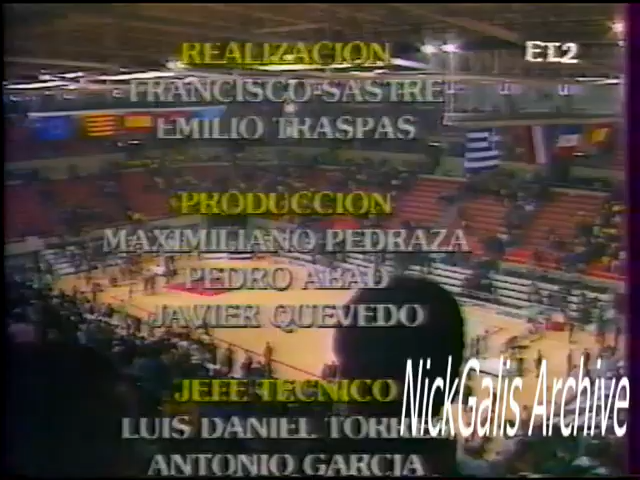 REALIZACION
ET2
FRANCISCO SASTRE
EMILIO TRASPAS
PRODUCCION
MAXIMILIANO PEDRAZA
PEDRO ABAD
JAVIER QUEVEDO
JEFE TECNICO
NickGalis Archive
LUIS DANIEL
ANTONIO GARCIA